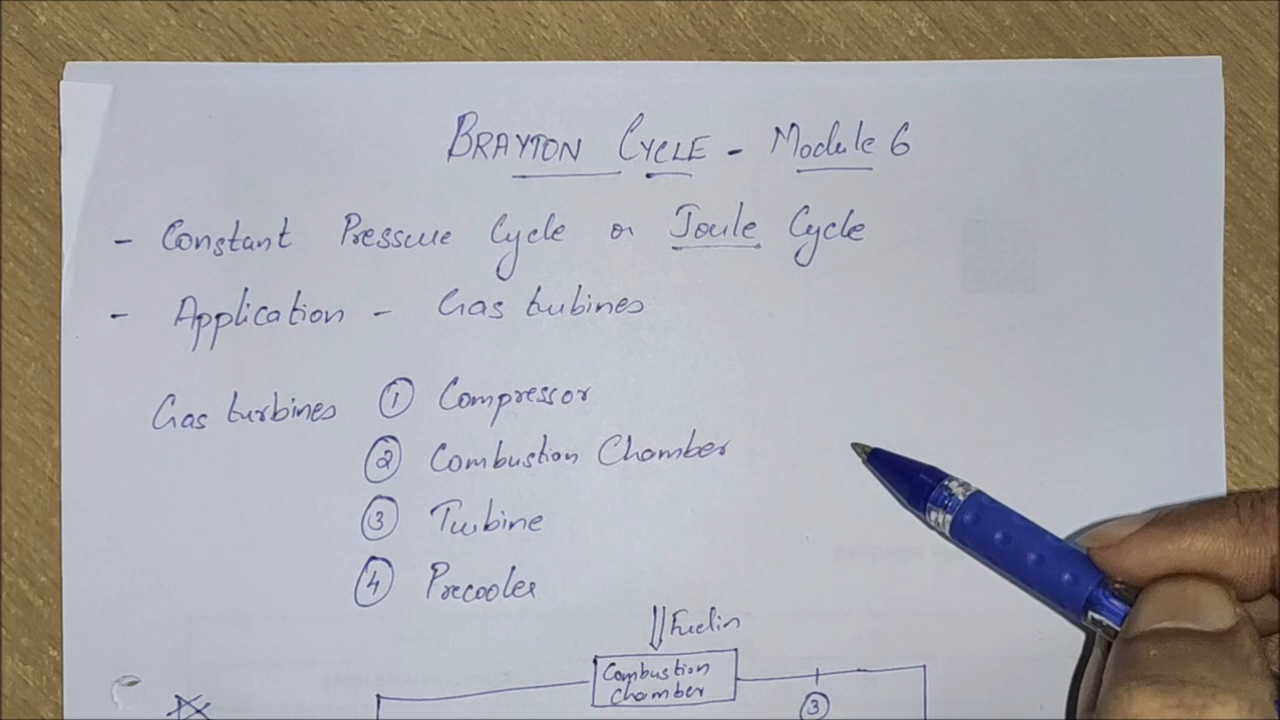 BRAYTON CYCLE - Module 6
- Constant Pressure Cycle or Joule Cycle
- Application - Gas turbines
Gas turbines ① Compressor
② Combustion Chamber
③ Turbine
④ Precooler
Fuel in
Combustion
chamber
③